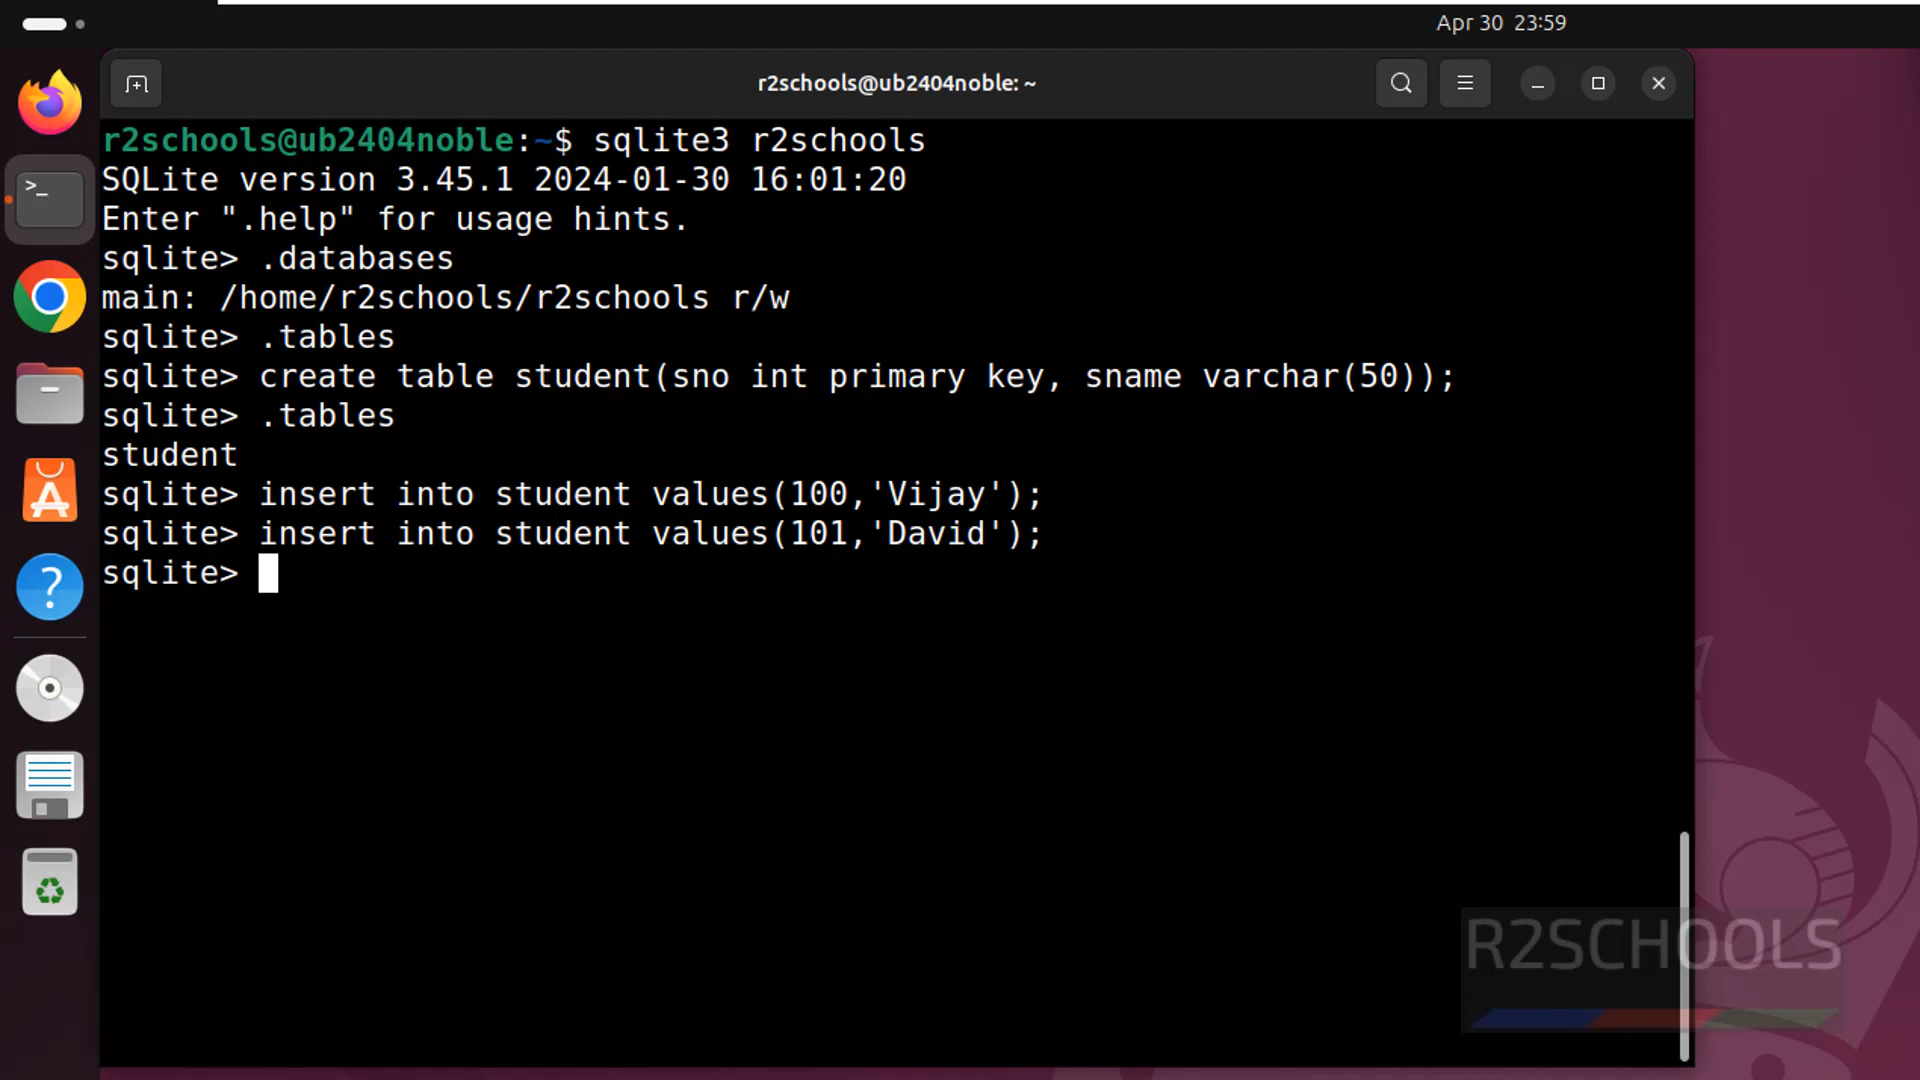 Apr 30 23:59
r2schools@ub2404noble: ~
r2schools@ub2404noble:~$ sqlite3 r2schools
SQLite version 3.45.1 2024-01-30 16:01:20
Enter ".help" for usage hints.
sqlite> .databases
main: /home/r2schools/r2schools r/w
sqlite> .tables
sqlite> create table student(sno int primary key, sname varchar(50));
sqlite> .tables
student
sqlite> insert into student values(100,'Vijay');
sqlite> insert into student values(101,'David');
sqlite>
R2SCHOOLS